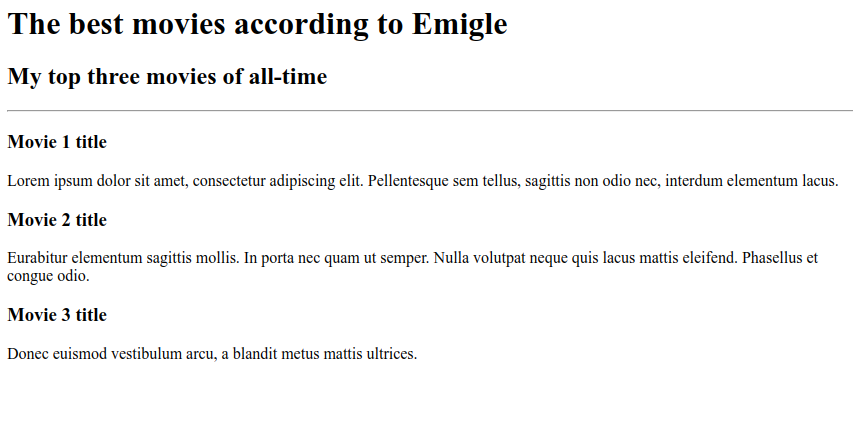 The best movies according to Emigle
My top three movies of all-time
Movie 1 title
Lorem ipsum dolor sit amet, consectetur adipiscing elit. Pellentesque sem tellus, sagittis non odio nec, interdum elementum lacus.
Movie 2 title
Eurabitur elementum sagittis mollis. In porta nec quam ut semper. Nulla volutpat neque quis lacus mattis eleifend. Phasellus et
congue odio.
Movie 3 title
Donec euismod vestibulum arcu, a blandit metus mattis ultrices.